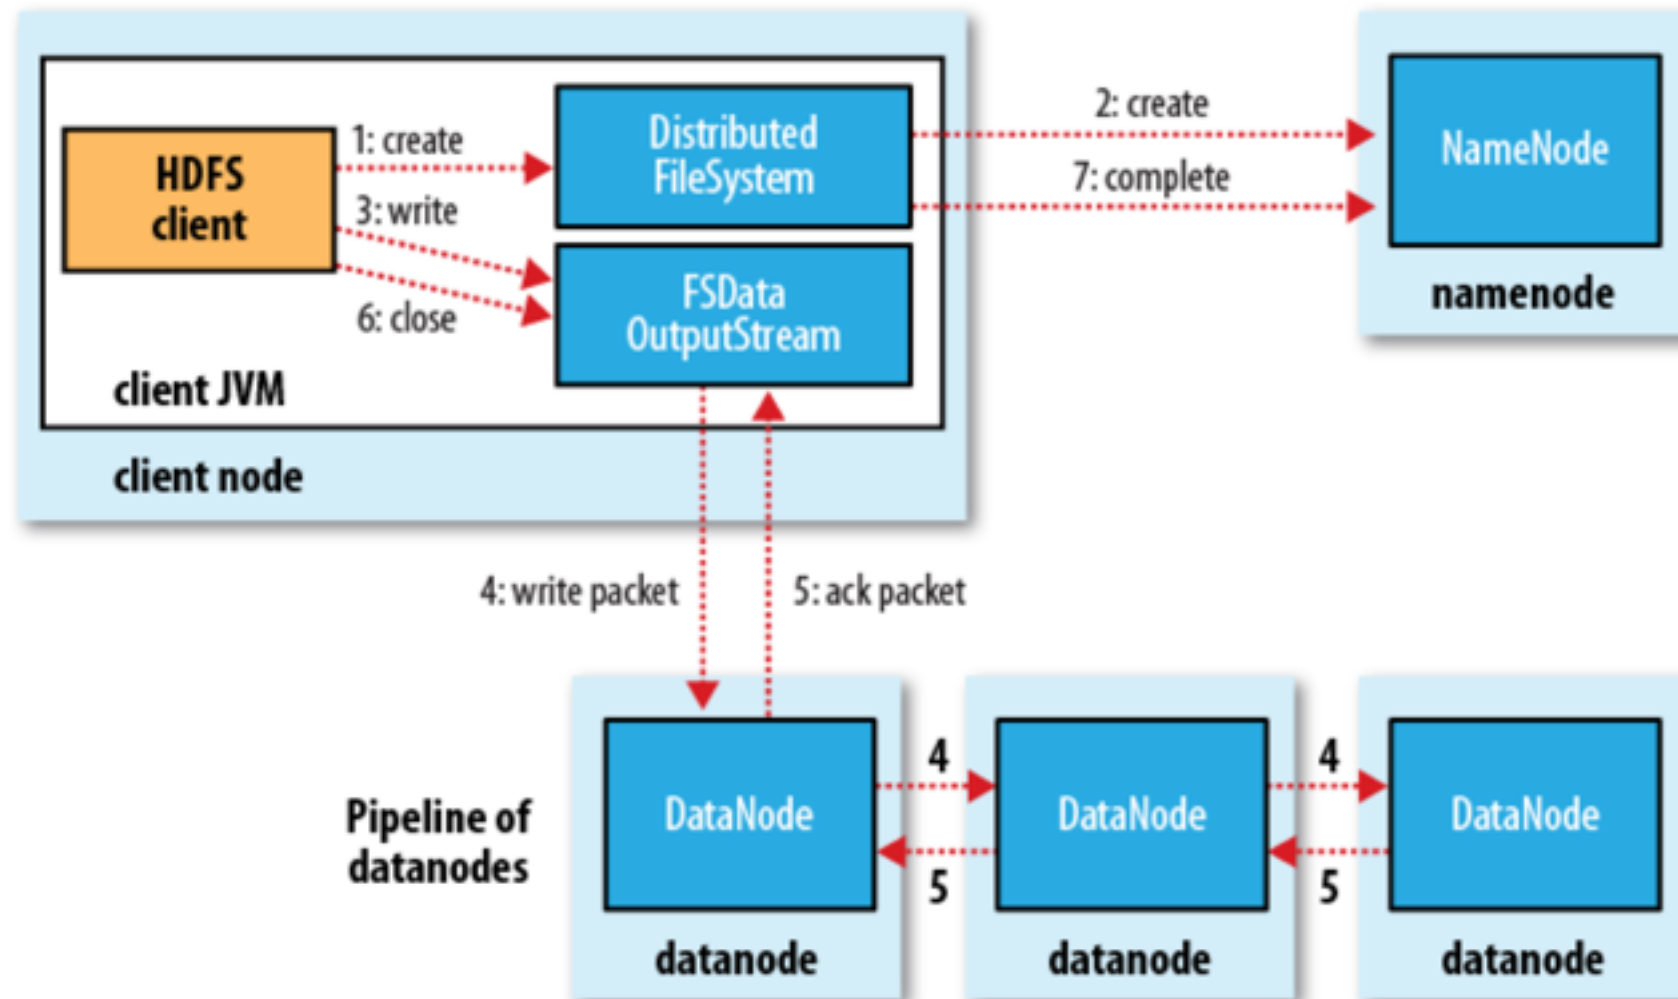 1: create
Distributed
FileSystem
2: create
NameNode
HDFS
client
7: complete
3: write
FSData
OutputStream
namenode
6: close
client JVM
client node
4: write packet
5: ack packet
4
4
Pipeline of
datanodes
DataNode
DataNode
DataNode
5
5
datanode
datanode
datanode